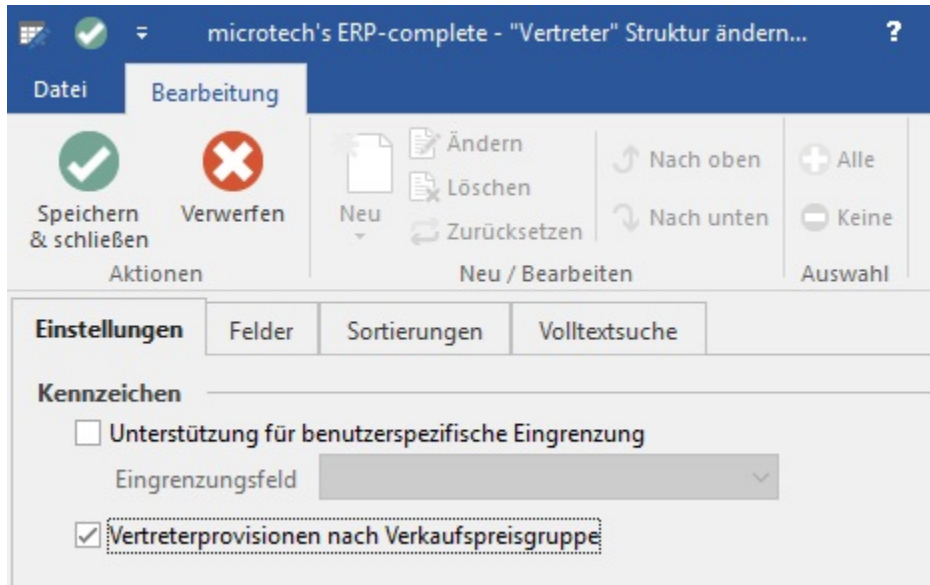 microtech's ERP-complete - "Vertreter" Struktur ändern... ?
Datei Bearbeitung
Speichern & schließen
Verwerfen
Aktionen
Neu
Ändern
Löschen
Zurücksetzen
Nach oben
Nach unten
Neu / Bearbeiten
Alle
Keine
Auswahl
Einstellungen Felder Sortierungen Volltextsuche
Kennzeichen
Unterstützung für benutzerspezifische Eingrenzung
Eingrenzungsfeld
Vertreterprovisionen nach Verkaufspreisgruppe